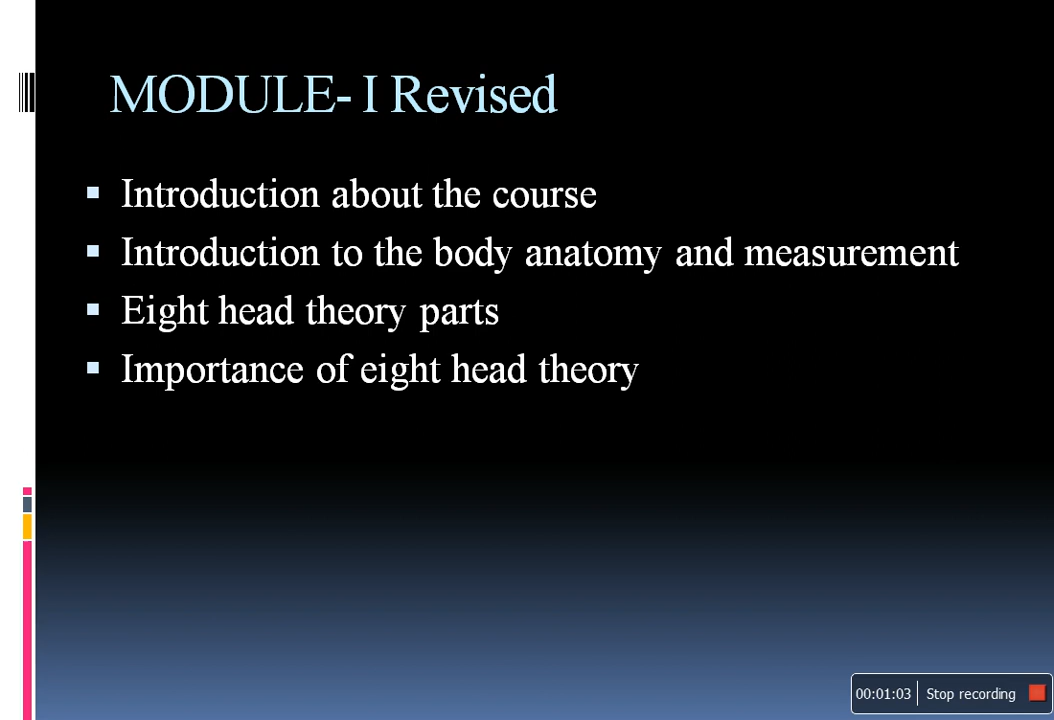 MODULE- I Revised
Introduction about the course
Introduction to the body anatomy and measurement
Eight head theory parts
Importance of eight head theory
00:01:03 Stop recording